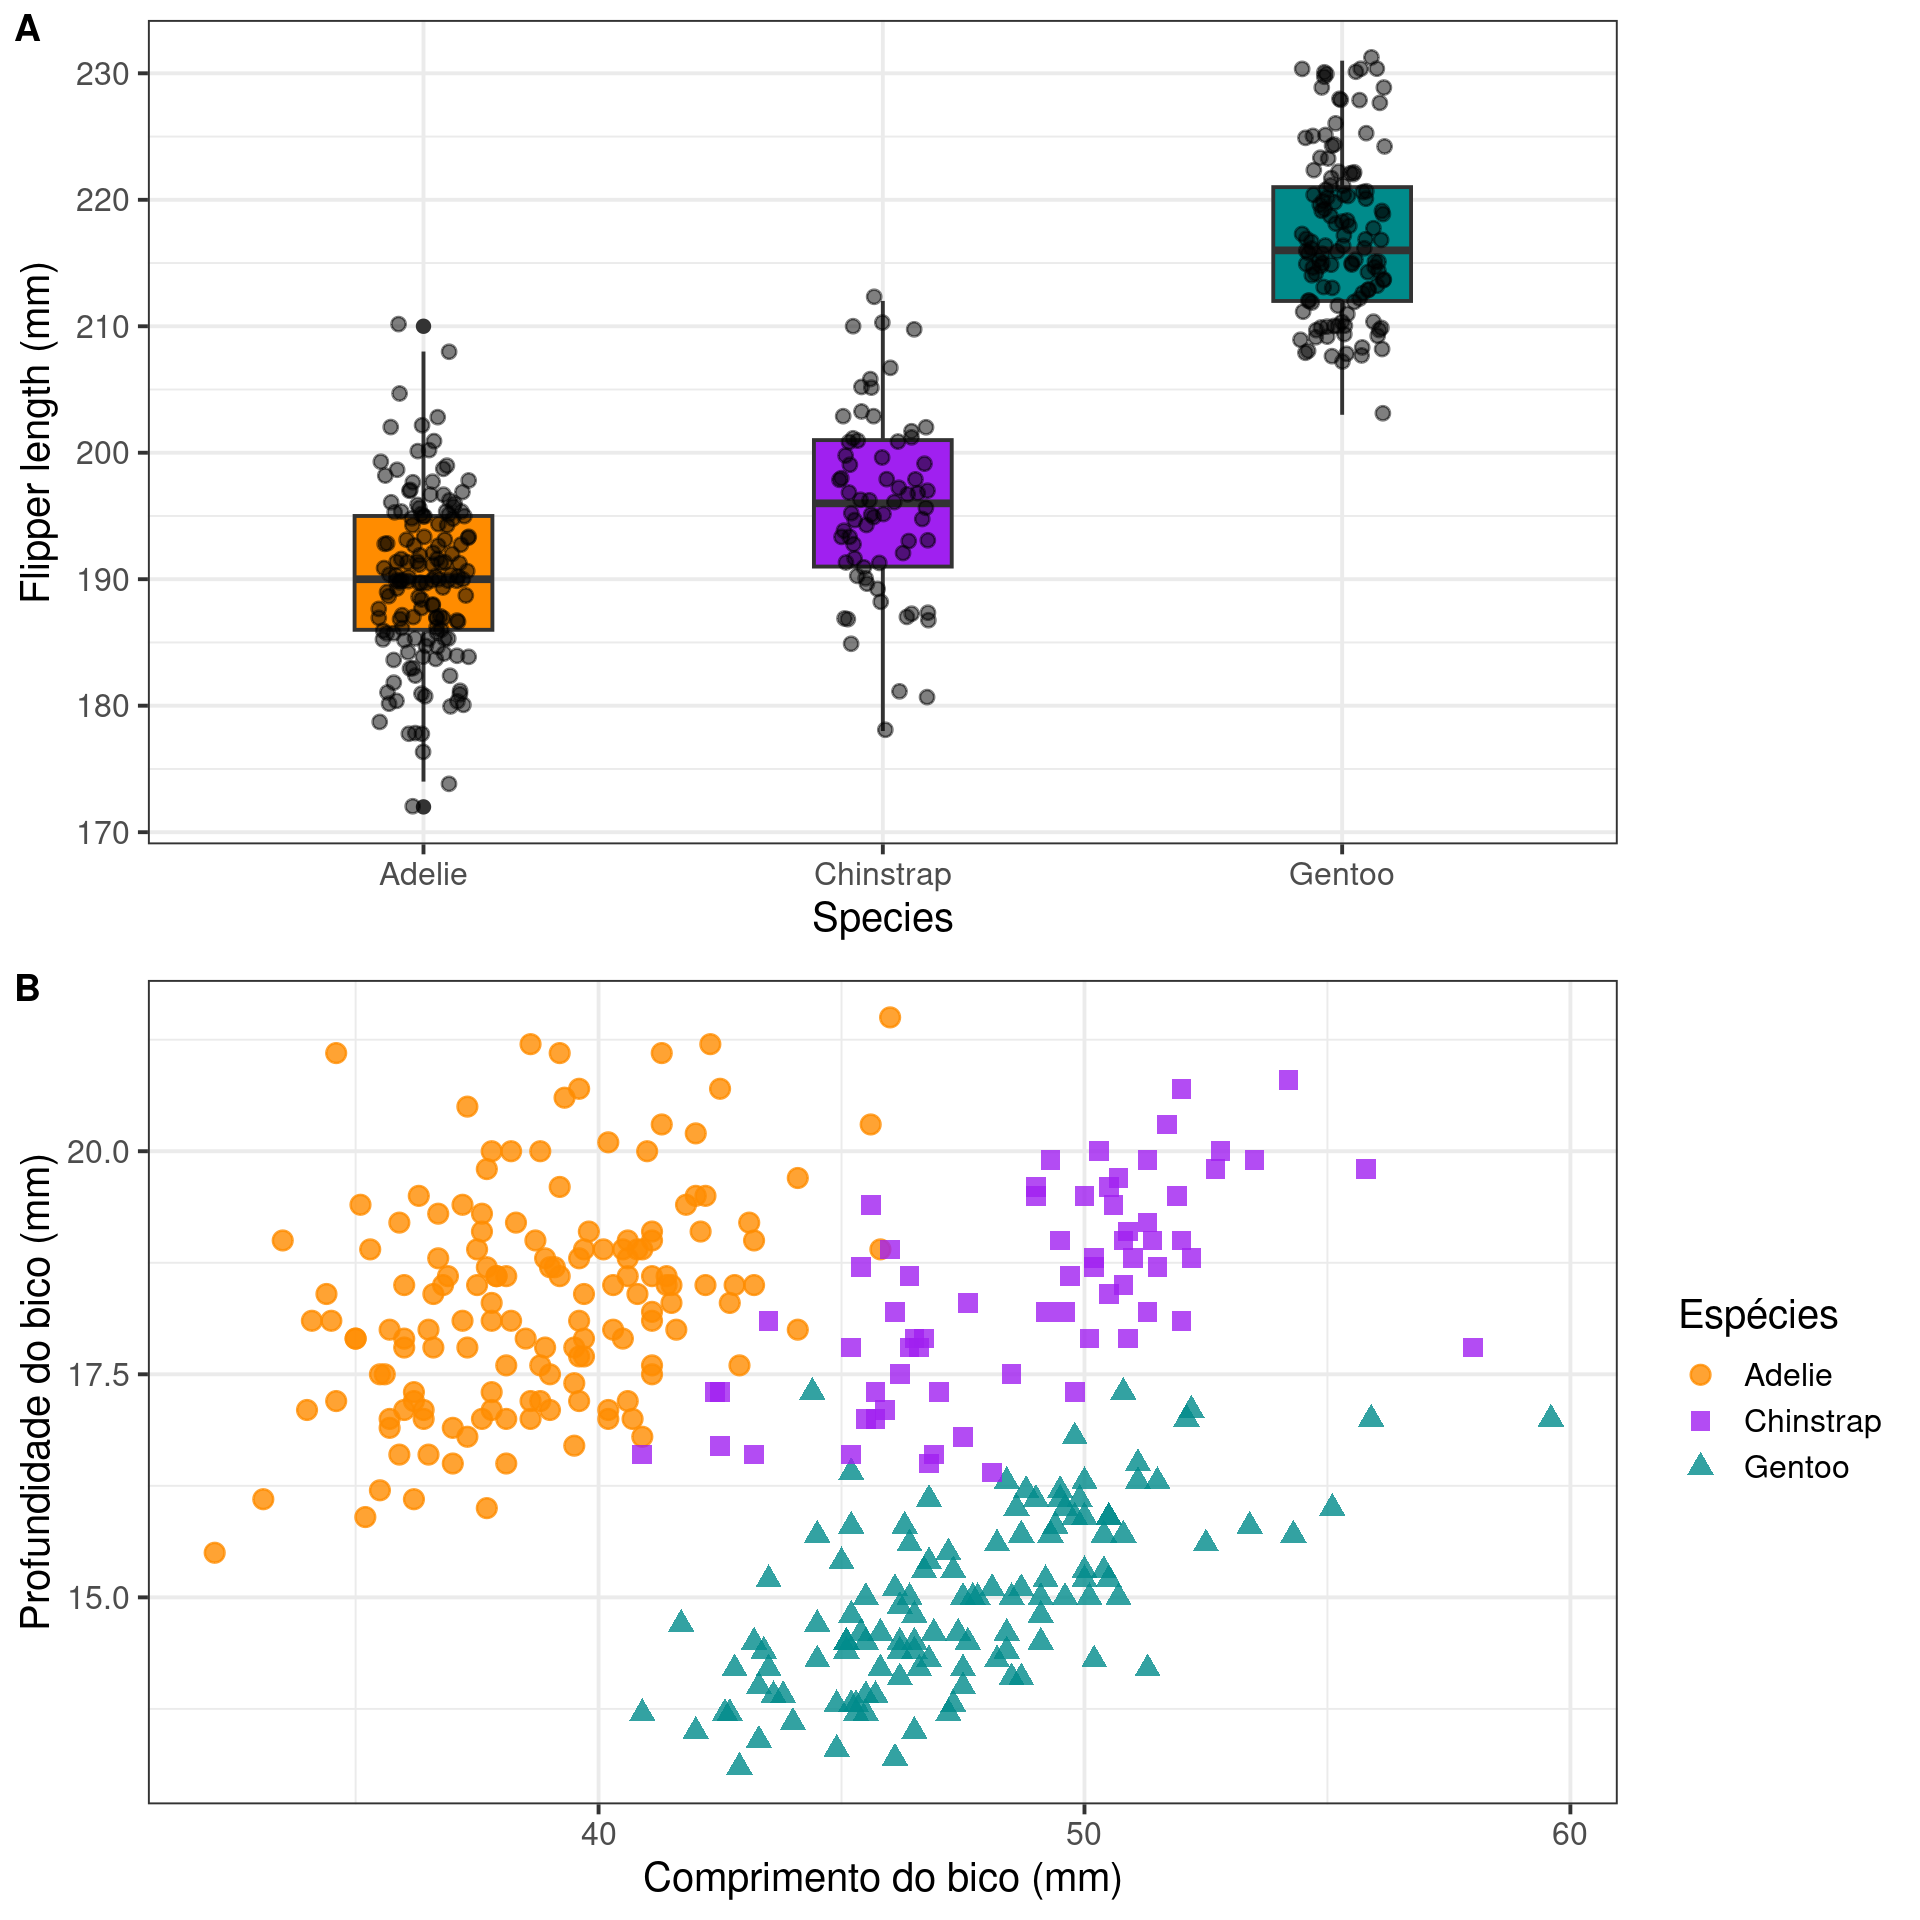 A
230
220
210
200
190
180
170
Flipper length (mm)
Adelie
Chinstrap
Gentoo
Species
B
20.0
17.5
15.0
Profundidade do bico (mm)
40
50
60
Comprimento do bico (mm)
Espécies
Adelie
Chinstrap
Gentoo